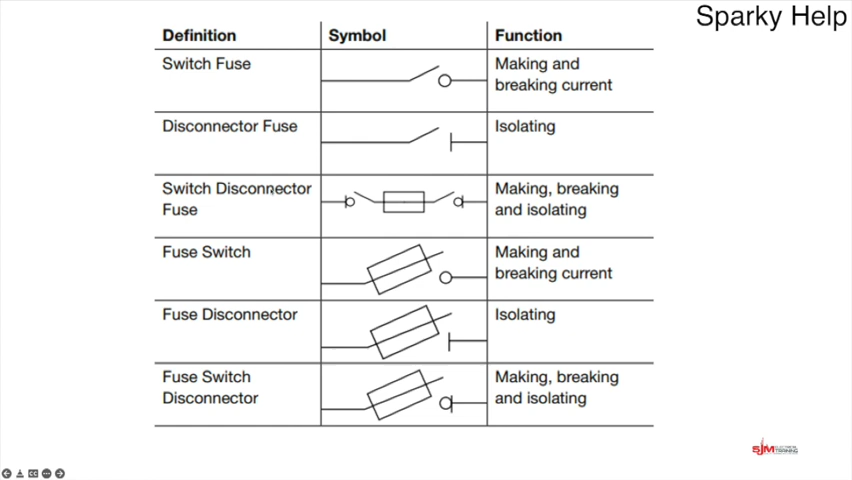 Sparky Help
Definition Symbol Function
Switch Fuse
Making and
breaking current
Disconnector Fuse
Isolating
Switch Disconnector
Fuse
Making, breaking
and isolating
Fuse Switch
Making and
breaking current
Fuse Disconnector
Isolating
Fuse Switch
Disconnector
Making, breaking
and isolating
SJM